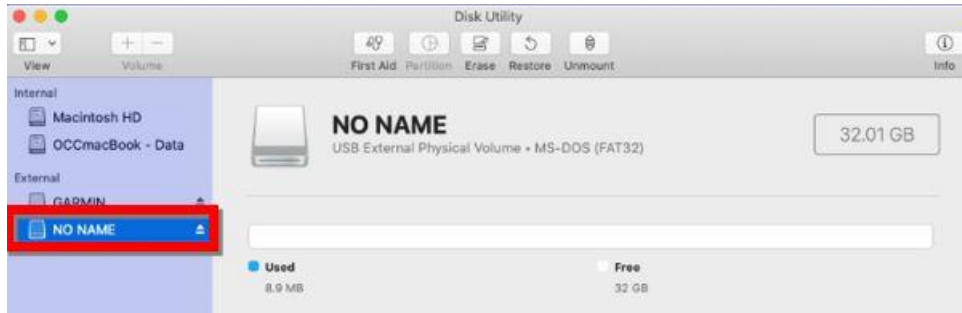 Disk Utility
View Volume First Aid Partition Erase Restore Unmount Info
Internal
Macintosh HD
OCCmacBook - Data
External
GARMIN
NO NAME
NO NAME
USB External Physical Volume • MS-DOS (FAT32)
32.01 GB
Used
8.9 MB
Free
32 GB